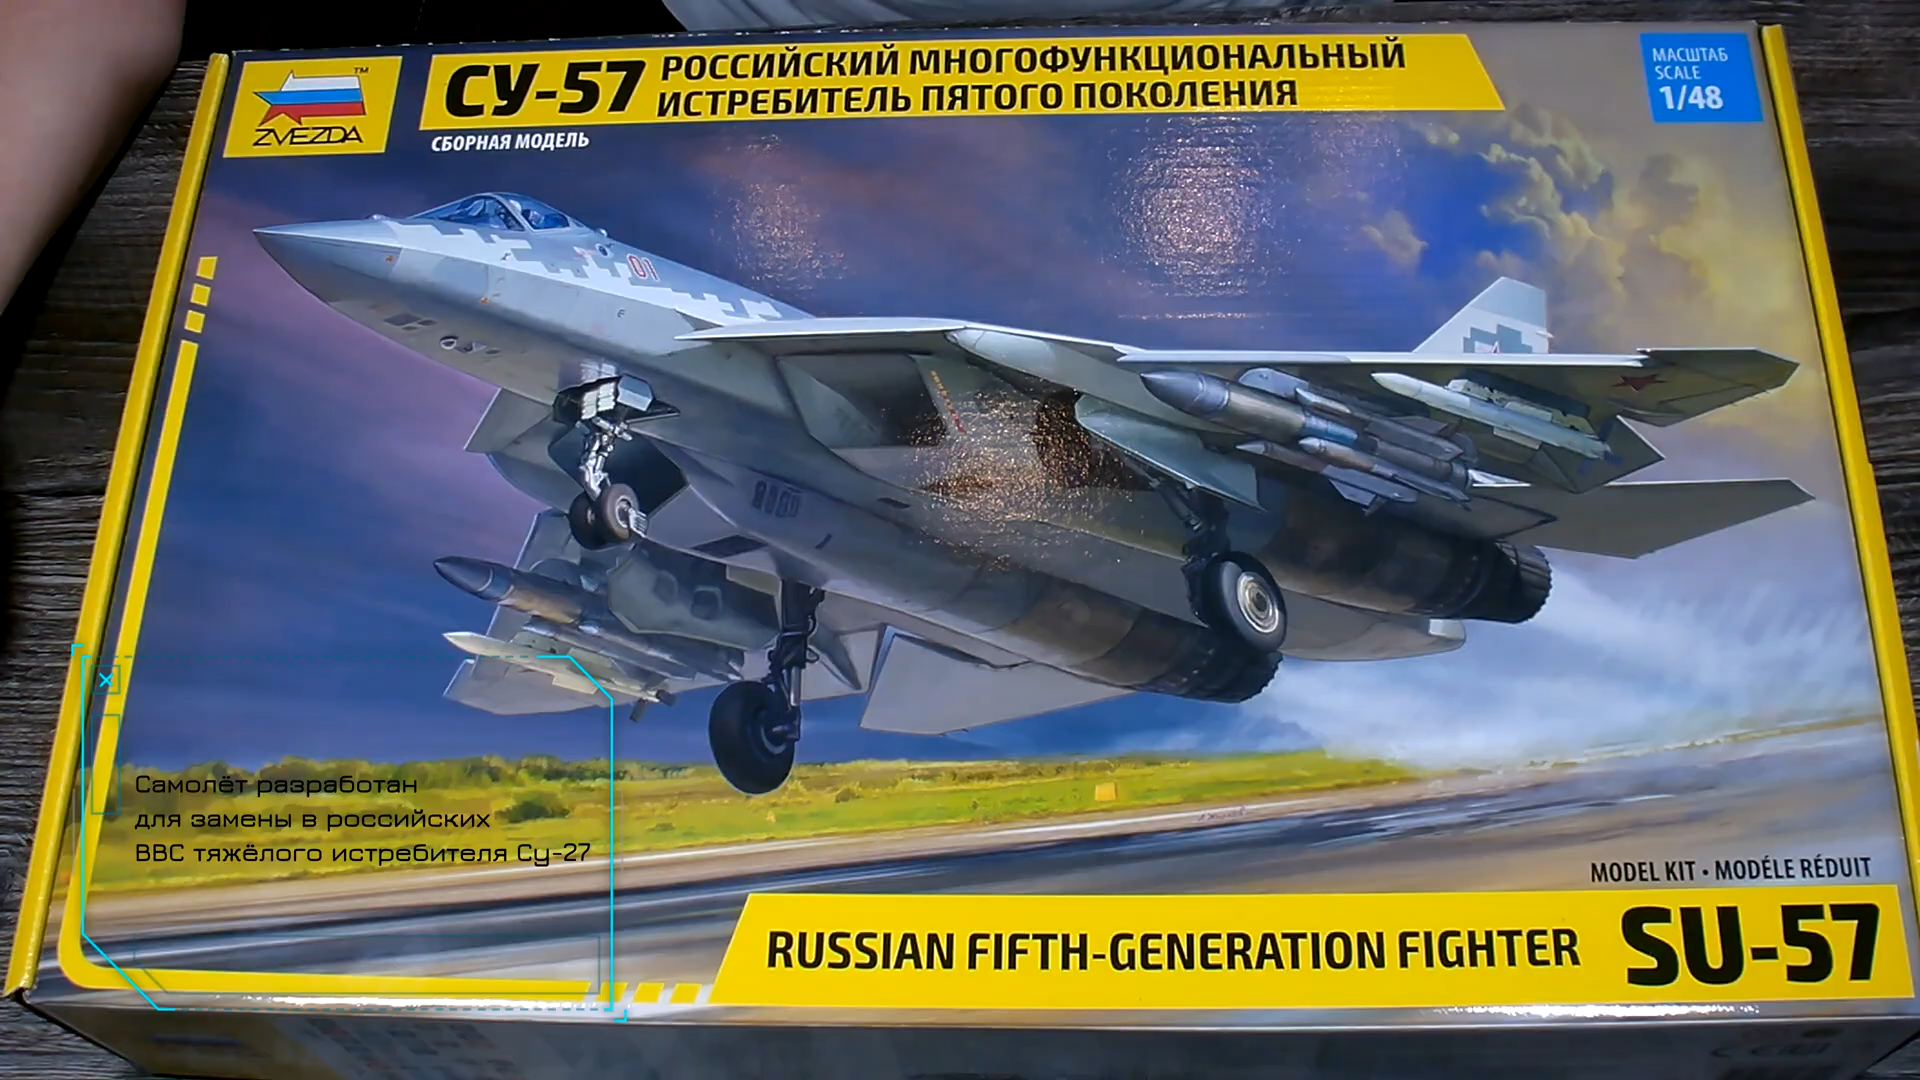 ZVEZDA
TM
СУ-57
РОССИЙСКИЙ МНОГОФУНКЦИОНАЛЬНЫЙ
ИСТРЕБИТЕЛЬ ПЯТОГО ПОКОЛЕНИЯ
СБОРНАЯ МОДЕЛЬ
МАСШТАБ
SCALE
1/48
01
Самолёт разработан
для замены в российских
ВВС тяжёлого истребителя Су-27
MODEL KIT • MODÉLE RÉDUIT
RUSSIAN FIFTH-GENERATION FIGHTER
SU-57